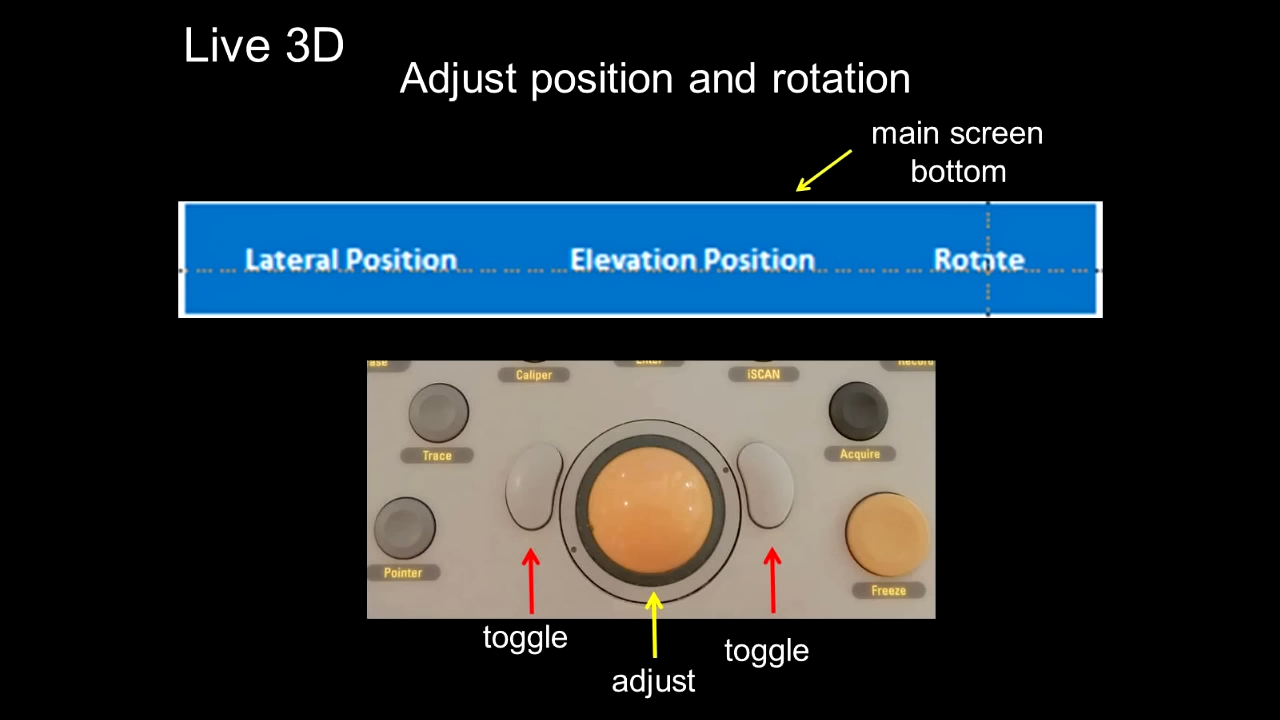 Live 3D
Adjust position and rotation
main screen
bottom
Lateral Position Elevation Position Rotate
Caliper
iSCAN
Trace
Acquire
Pointer
Freeze
toggle
toggle
adjust